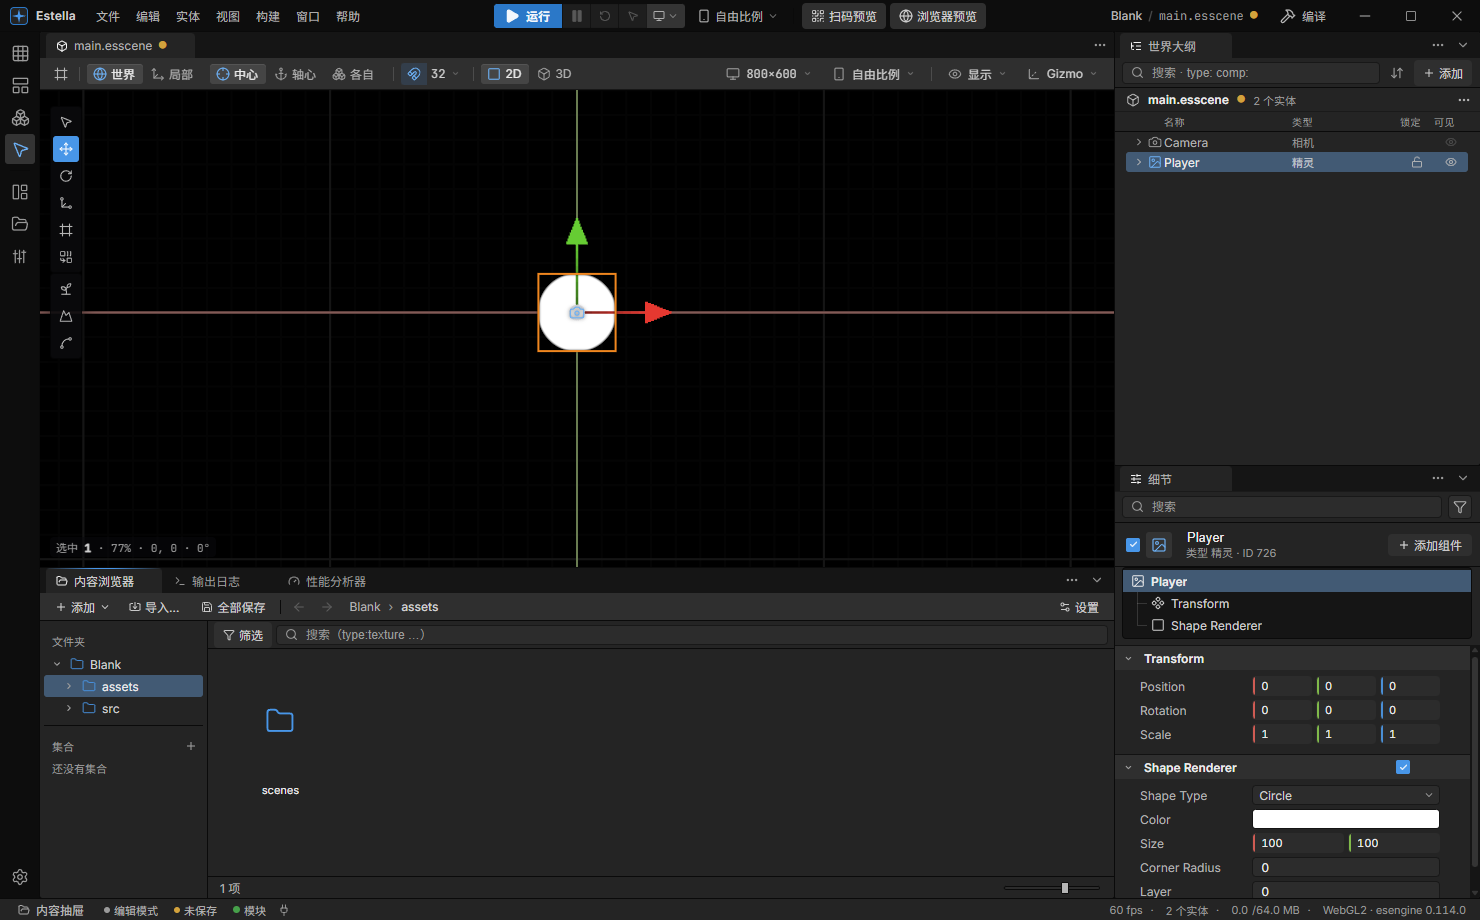 Estella 文件 编辑 实体 视图 构建 窗口 帮助 运行 自由比例 扫码预览 浏览器预览 Blank / main.esscene 编译
main.esscene
世界 局部 中心 轴心 各自 32 2D 3D 800×600 自由比例 显示 Gizmo
选中 1 · 77% · 0, 0 · 0°
世界大纲
搜索 · type: comp: 添加
main.esscene 2 个实体
名称 类型 锁定 可见
Camera 相机
Player 精灵
细节
搜索
Player
类型 精灵 · ID 726
添加组件
Player
Transform
Shape Renderer
Transform
Position 0 0 0
Rotation 0 0 0
Scale 1 1 1
Shape Renderer
Shape Type Circle
Color
Size 100 100
Corner Radius 0
Layer 0
内容浏览器 输出日志 性能分析器
添加 导入... 全部保存 Blank › assets 设置
文件夹
Blank
assets
src
集合 +
还没有集合
筛选 搜索（type:texture ...）
scenes
1 项
内容抽屉 编辑模式 未保存 模块 60 fps · 2 个实体 · 0.0 /64.0 MB · WebGL2 · esengine 0.114.0